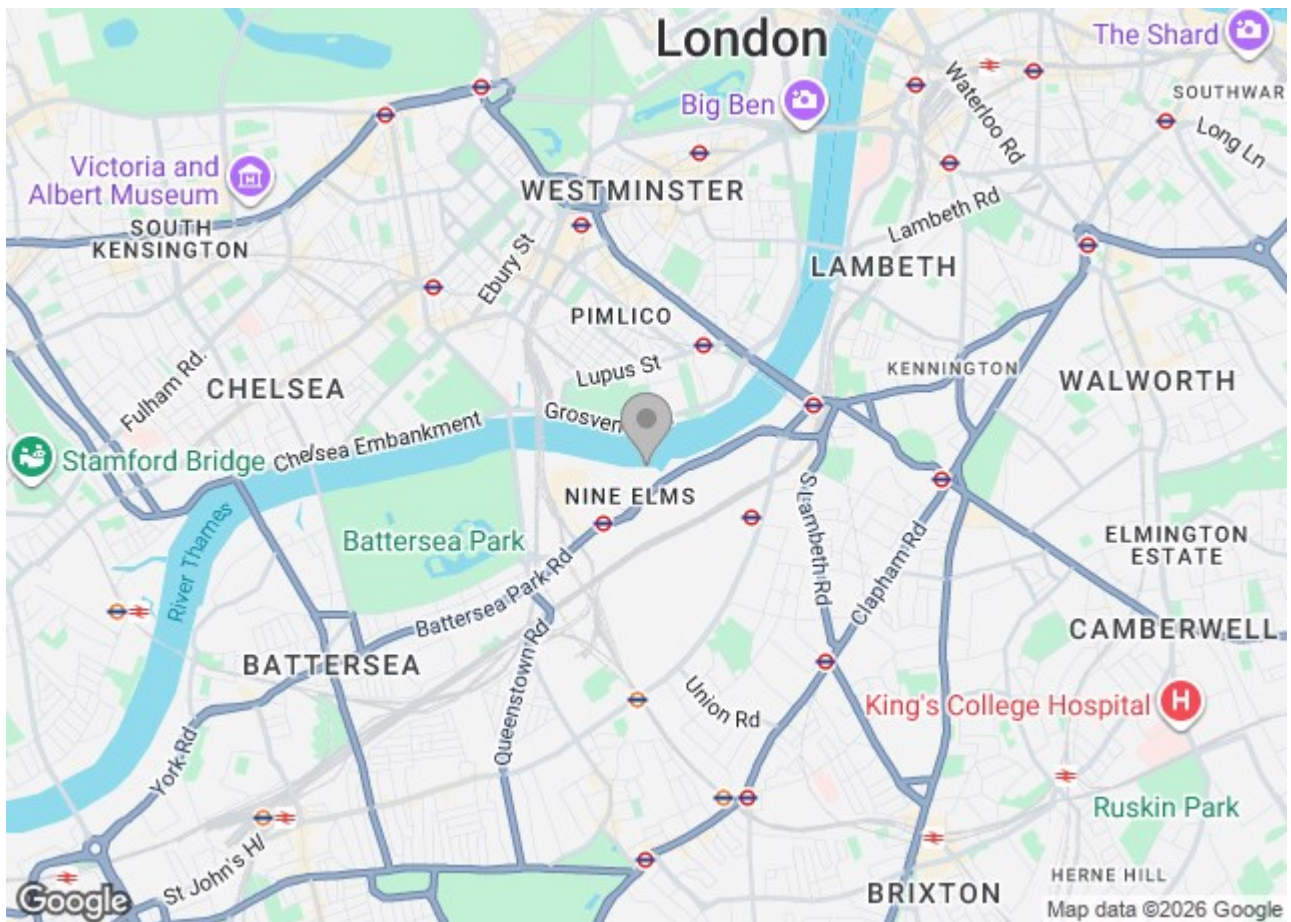 London
The Shard
Big Ben
Waterloo Rd
SOUTHWAR
Long Ln
Victoria and
Albert Museum
WESTMINSTER
SOUTH
KENSINGTON
Lambeth Rd
Ebury St
LAMBETH
PIMLICO
Lupus St
KENNINGTON
WALWORTH
Fulham Rd.
CHELSEA
Grosven
Chelsea Embankment
Stamford Bridge
NINE ELMS
S Lambeth Rd
Battersea Park
River Thames
Clapham Rd
ELMINGTON
ESTATE
Battersea Park Rd
CAMBERWELL
BATTERSEA
Queenstown Rd
Union Rd
King's College Hospital
H
York Rd
Ruskin Park
St John's H/
HERNE HILL
BRIXTON
Google
Map data ©2026 Google